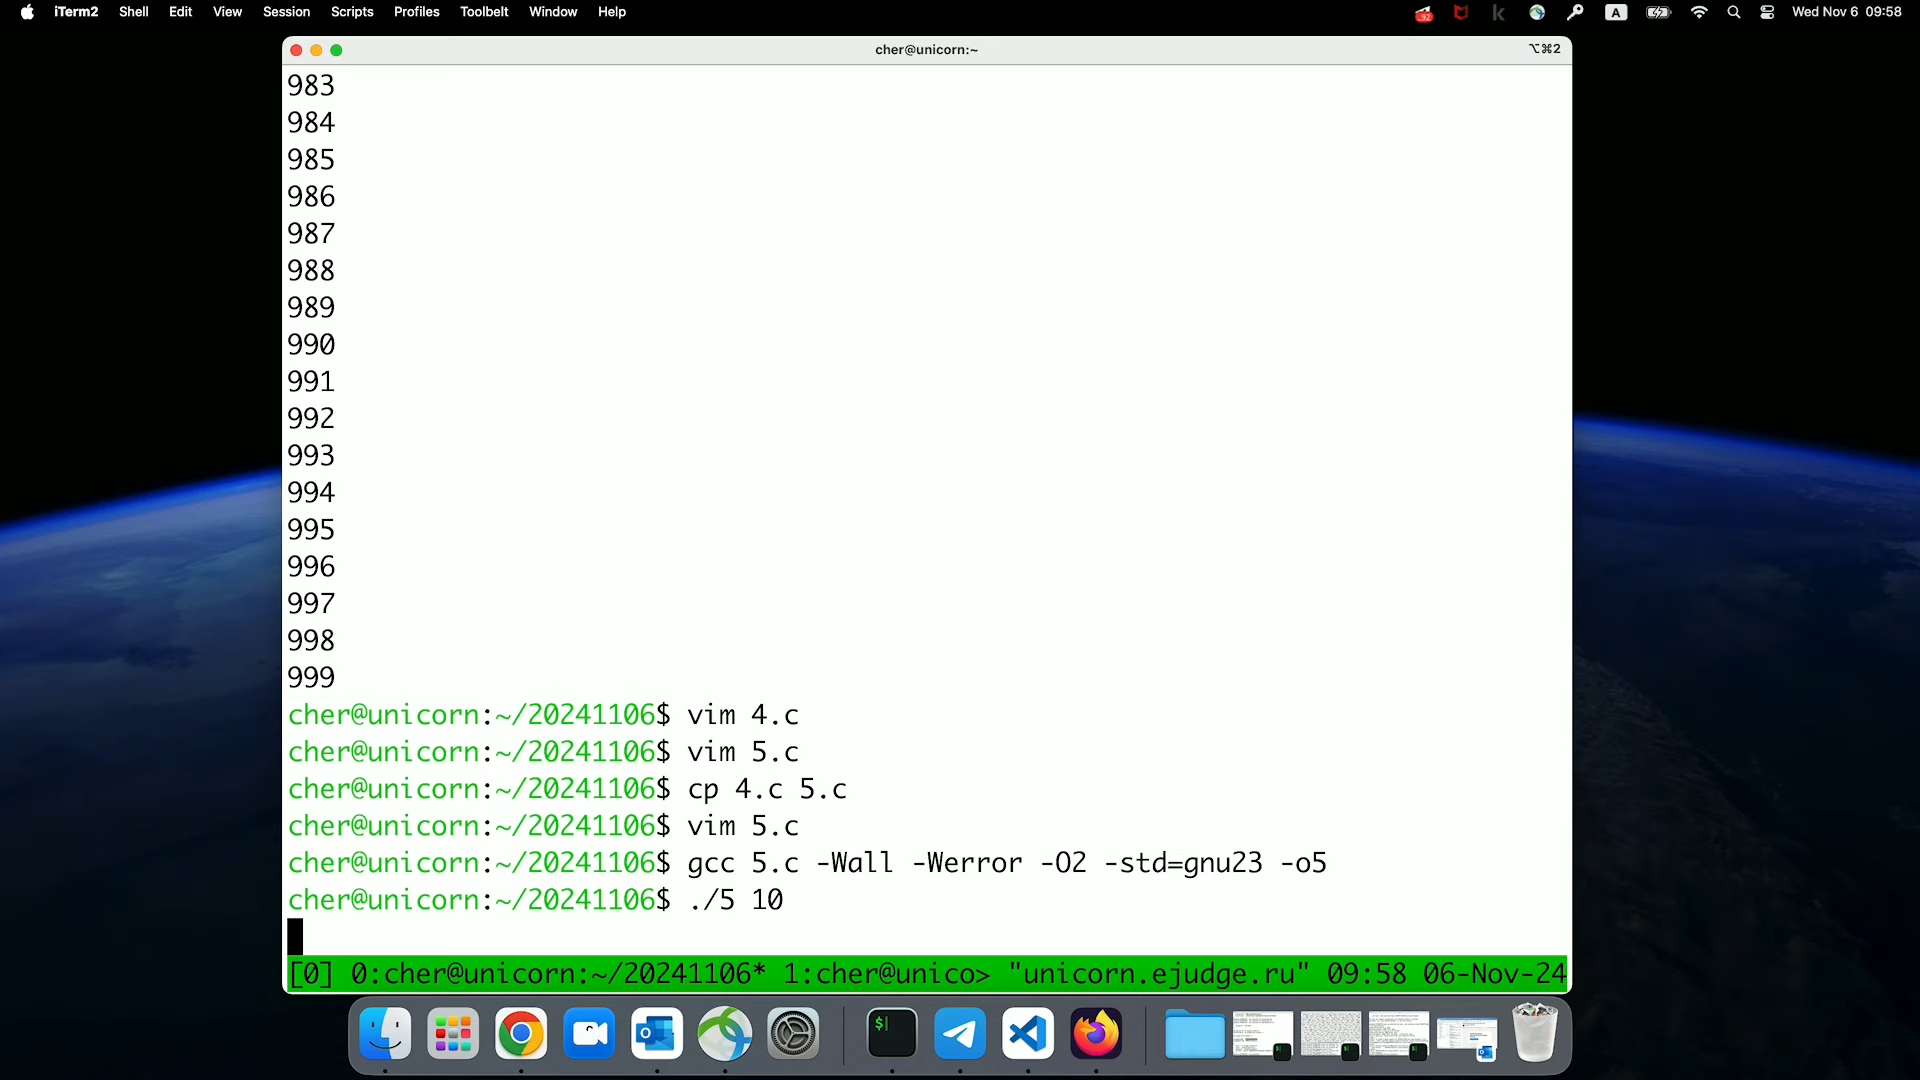 iTerm2 Shell Edit View Session Scripts Profiles Toolbelt Window Help A Wed Nov 6 09:58
cher@unicorn:~ ⌥⌘2
983
984
985
986
987
988
989
990
991
992
993
994
995
996
997
998
999
cher@unicorn:~/20241106$ vim 4.c
cher@unicorn:~/20241106$ vim 5.c
cher@unicorn:~/20241106$ cp 4.c 5.c
cher@unicorn:~/20241106$ vim 5.c
cher@unicorn:~/20241106$ gcc 5.c -Wall -Werror -O2 -std=gnu23 -o5
cher@unicorn:~/20241106$ ./5 10
[0] 0:cher@unicorn:~/20241106* 1:cher@unico> "unicorn.ejudge.ru" 09:58 06-Nov-24